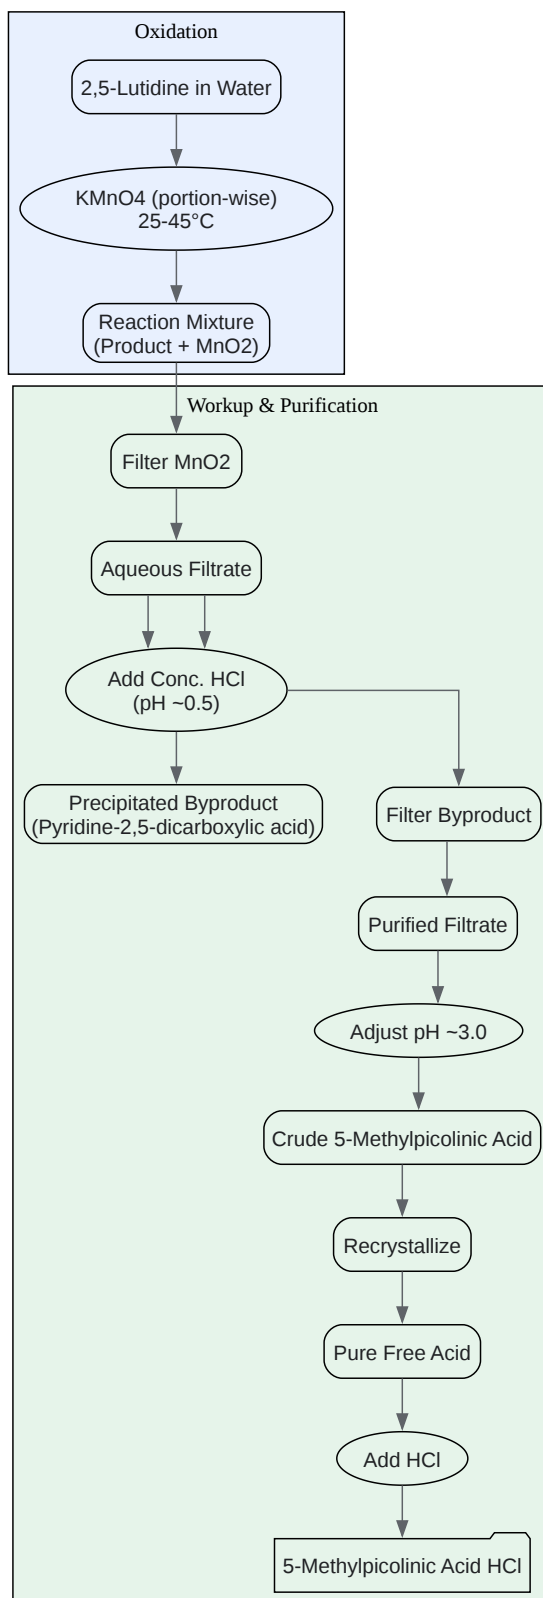 Oxidation
2,5-Lutidine in Water
KMnO4 (portion-wise)
25-45°C
Reaction Mixture
(Product + MnO2)
Workup & Purification
Filter MnO2
Aqueous Filtrate
Add Conc. HCl
(pH ~0.5)
Precipitated Byproduct
(Pyridine-2,5-dicarboxylic acid)
Filter Byproduct
Purified Filtrate
Adjust pH ~3.0
Crude 5-Methylpicolinic Acid
Recrystallize
Pure Free Acid
Add HCl
5-Methylpicolinic Acid HCl